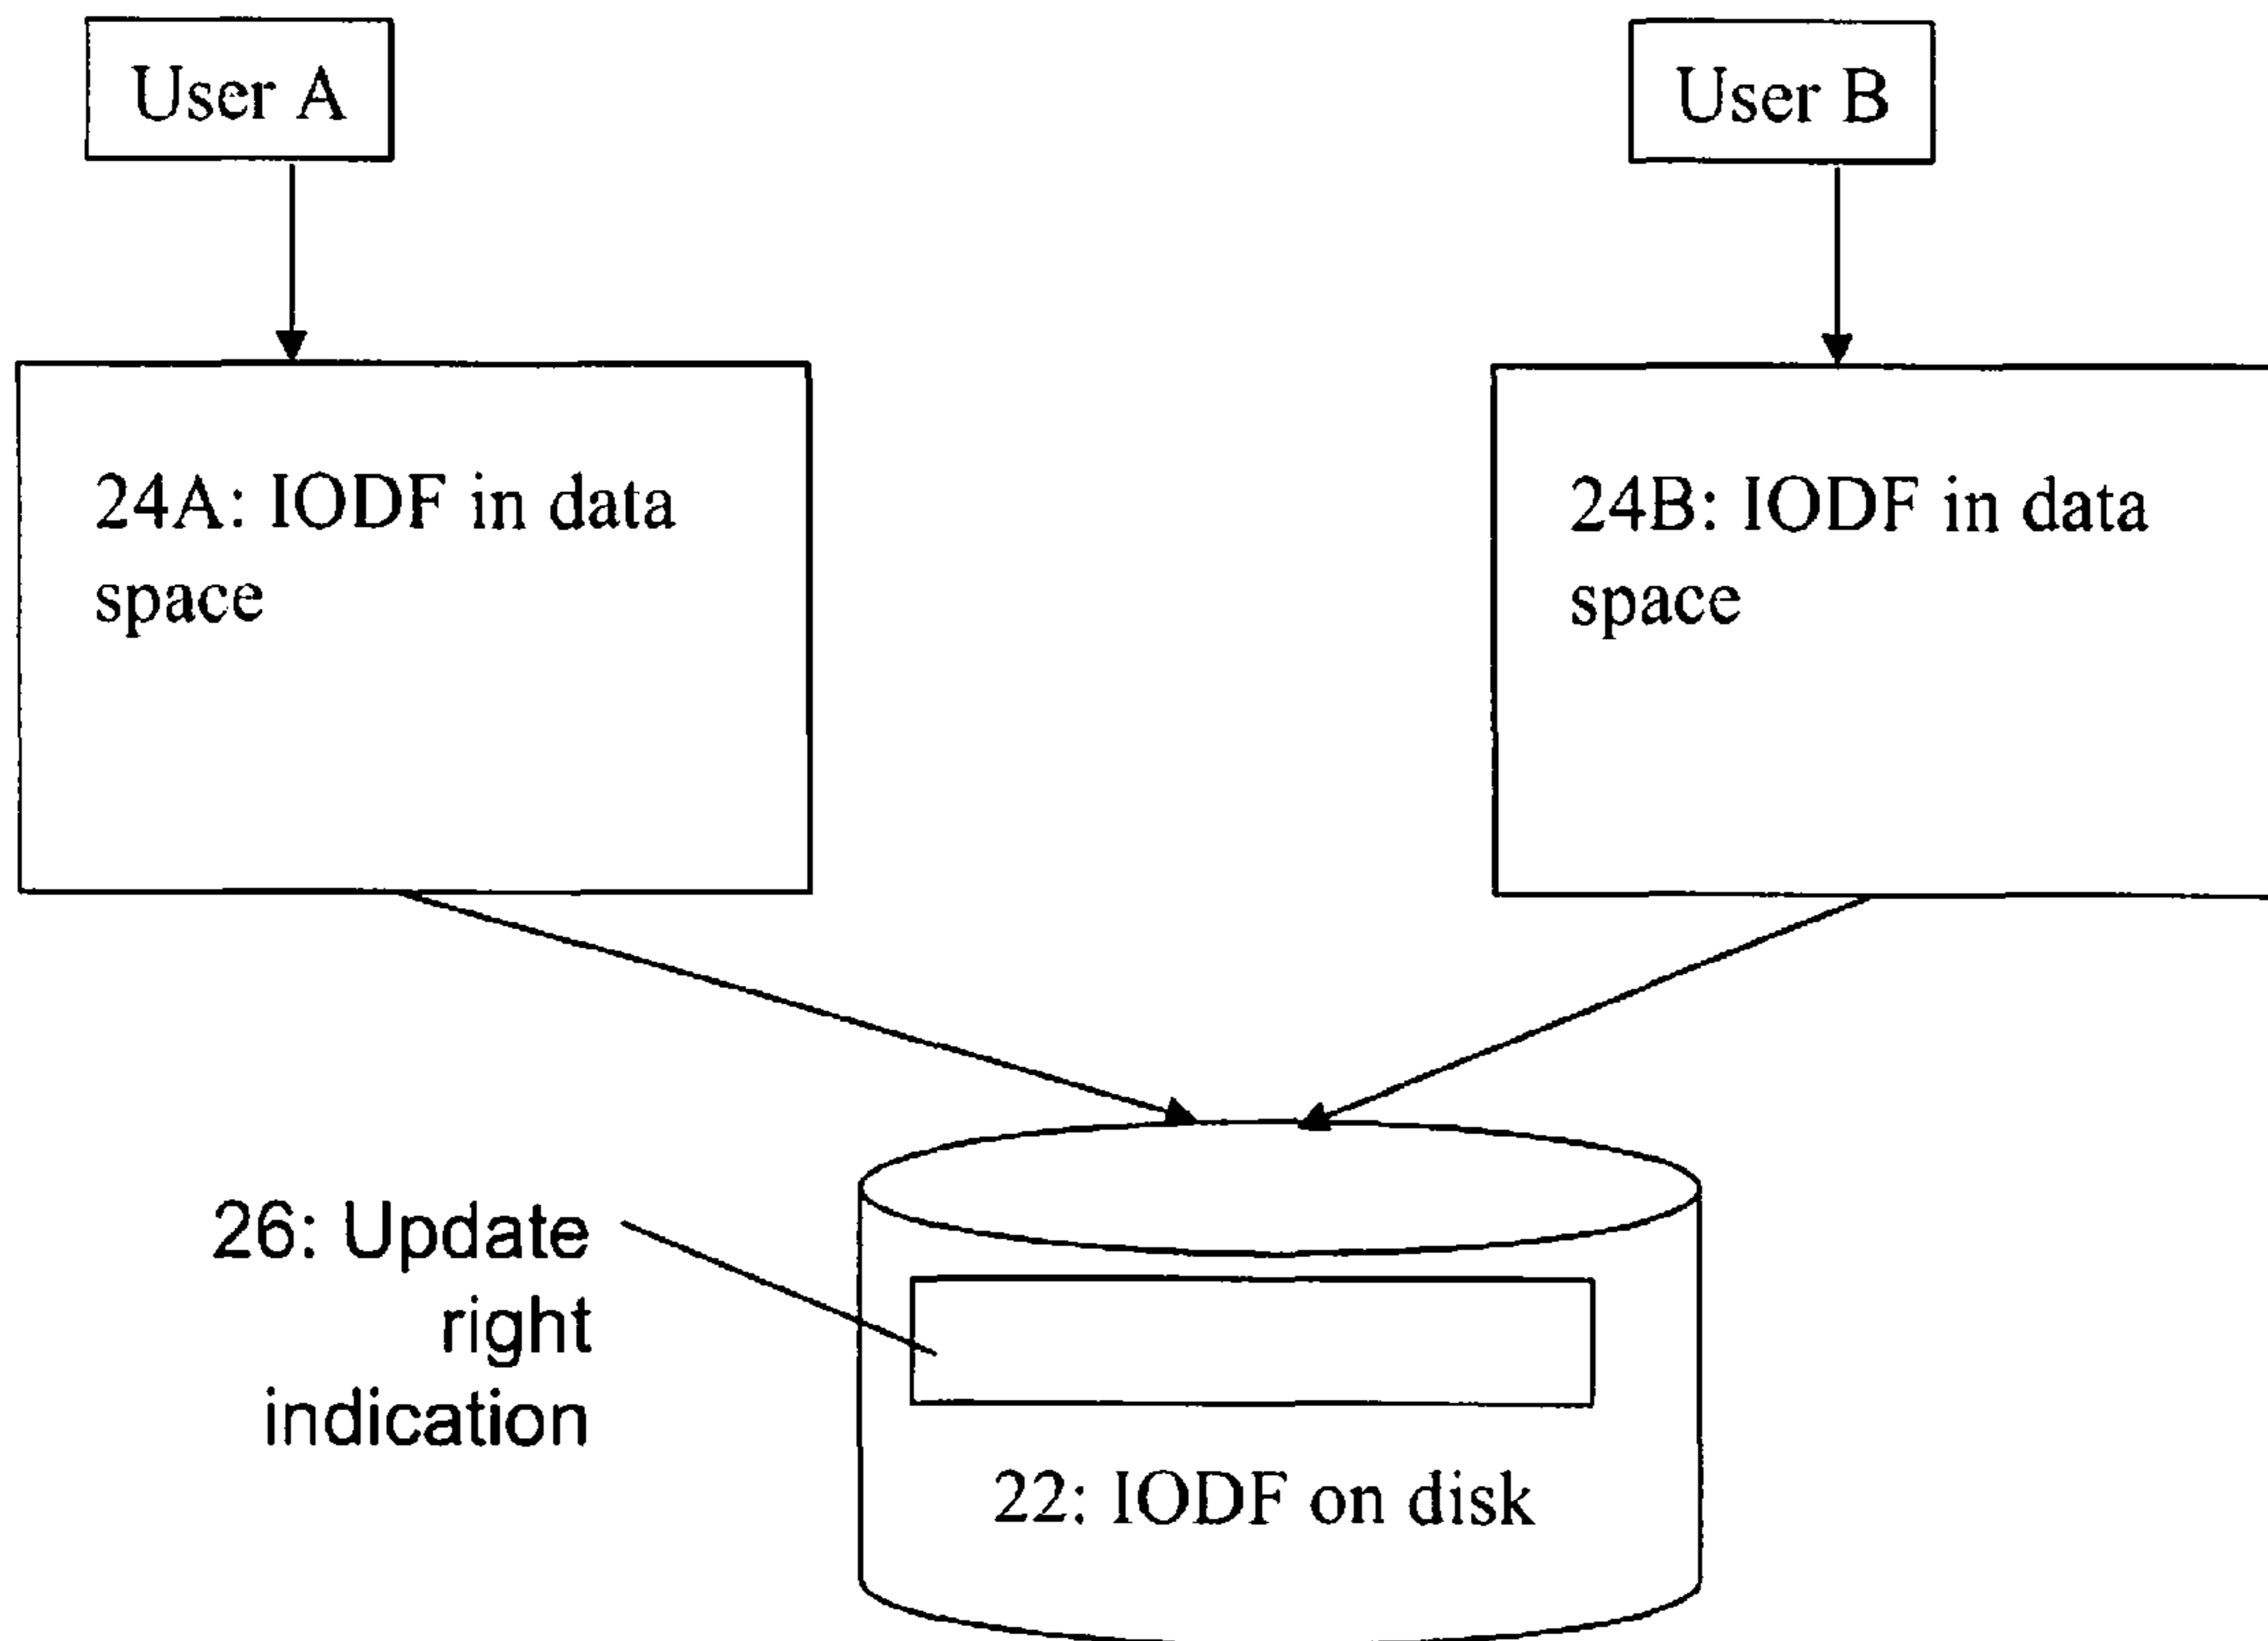 User A
User B
24A: IODF in data
space
24B: IODF in data
space
26: Update
right
indication
22: IODF on disk